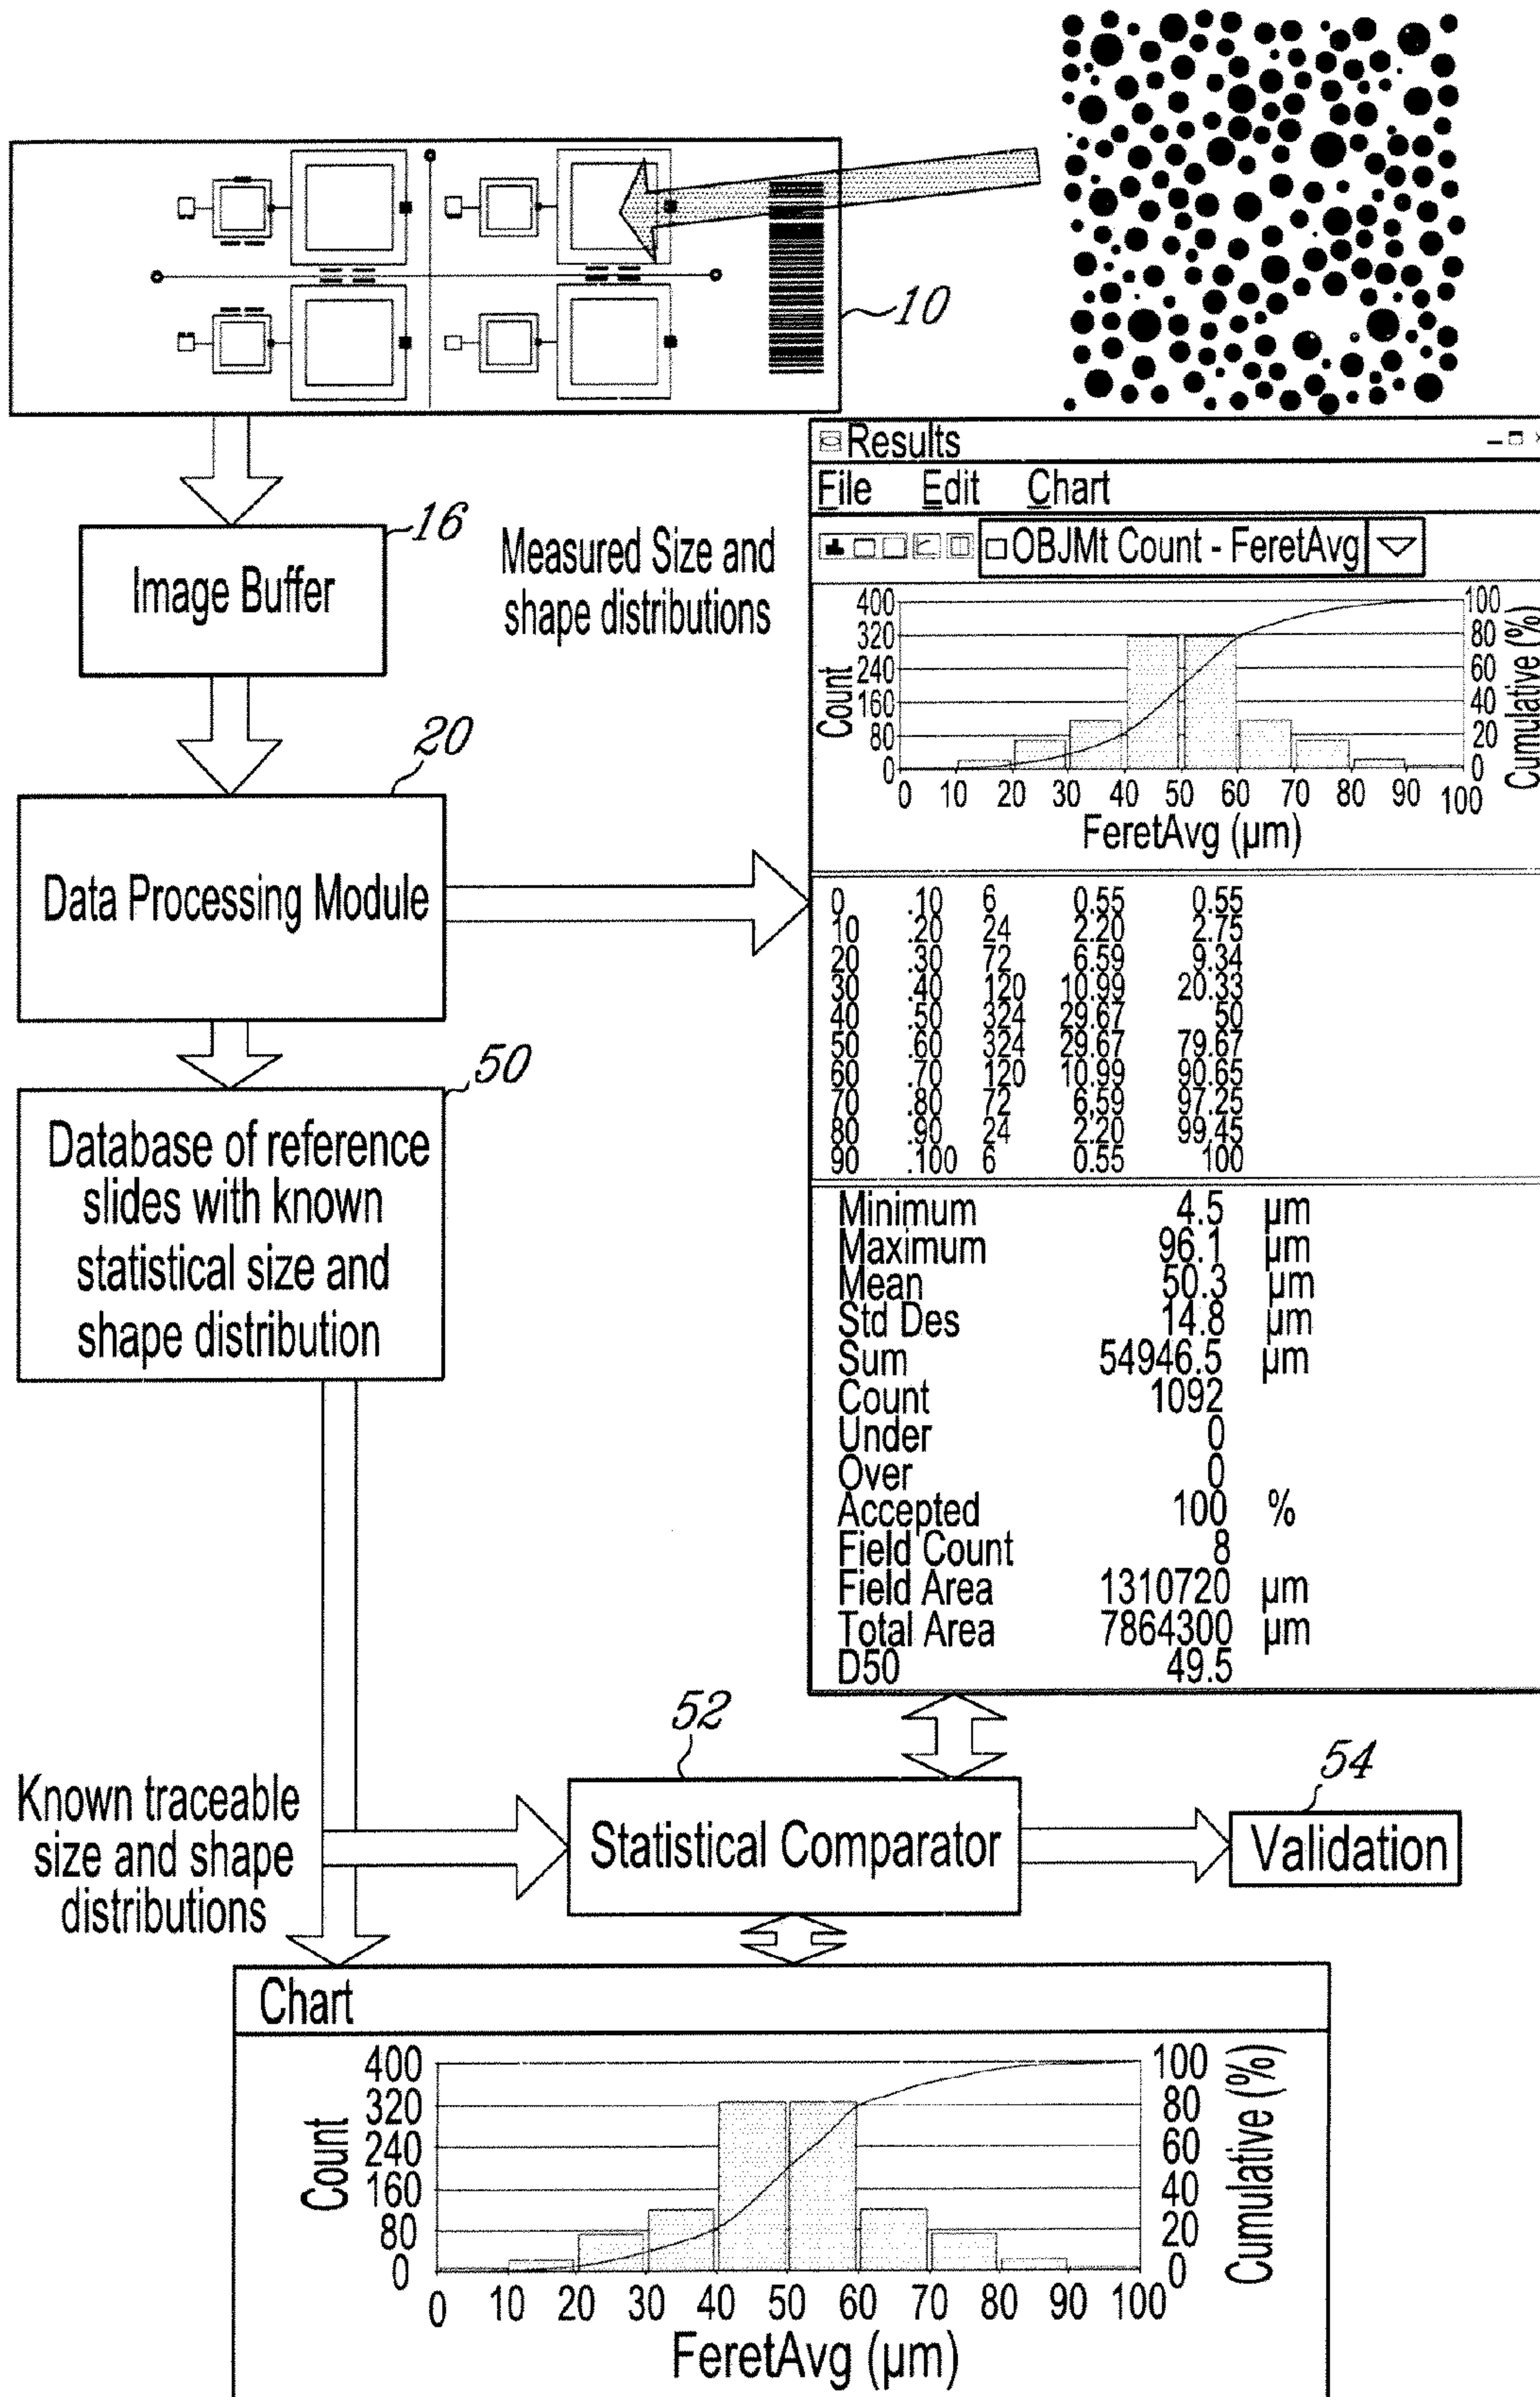 10
16
Image Buffer
Measured Size and
shape distributions
20
Data Processing Module
50
Database of reference
slides with known
statistical size and
shape distribution
Results
File Edit Chart
OBJMt Count - FeretAvg
400 100
320 80
240 60
160 40
80 20
0 0
Count
Cumulative (%)
0 10 20 30 40 50 60 70 80 90 100
FeretAvg (µm)
0 .10 6 0.55 0.55
10 .20 24 2.20 2.75
20 .30 72 6.59 9.34
30 .40 120 10.99 20.33
40 .50 324 29.67 50
50 .60 324 29.67 79.67
60 .70 120 10.99 90.65
70 .80 72 6,59 97.25
80 .90 24 2.20 99.45
90 .100 6 0.55 100
Minimum 4.5 µm
Maximum 96.1 µm
Mean 50.3 µm
Std Des 14.8 µm
Sum 54946.5 µm
Count 1092
Under 0
Over 0
Accepted 100 %
Field Count 8
Field Area 1310720 µm
Total Area 7864300 µm
D50 49.5
52
Statistical Comparator
54
Validation
Known traceable
size and shape
distributions
Chart
400 100
320 80
240 60
160 40
80 20
0 0
Count
Cumulative (%)
0 10 20 30 40 50 60 70 80 90 100
FeretAvg (µm)